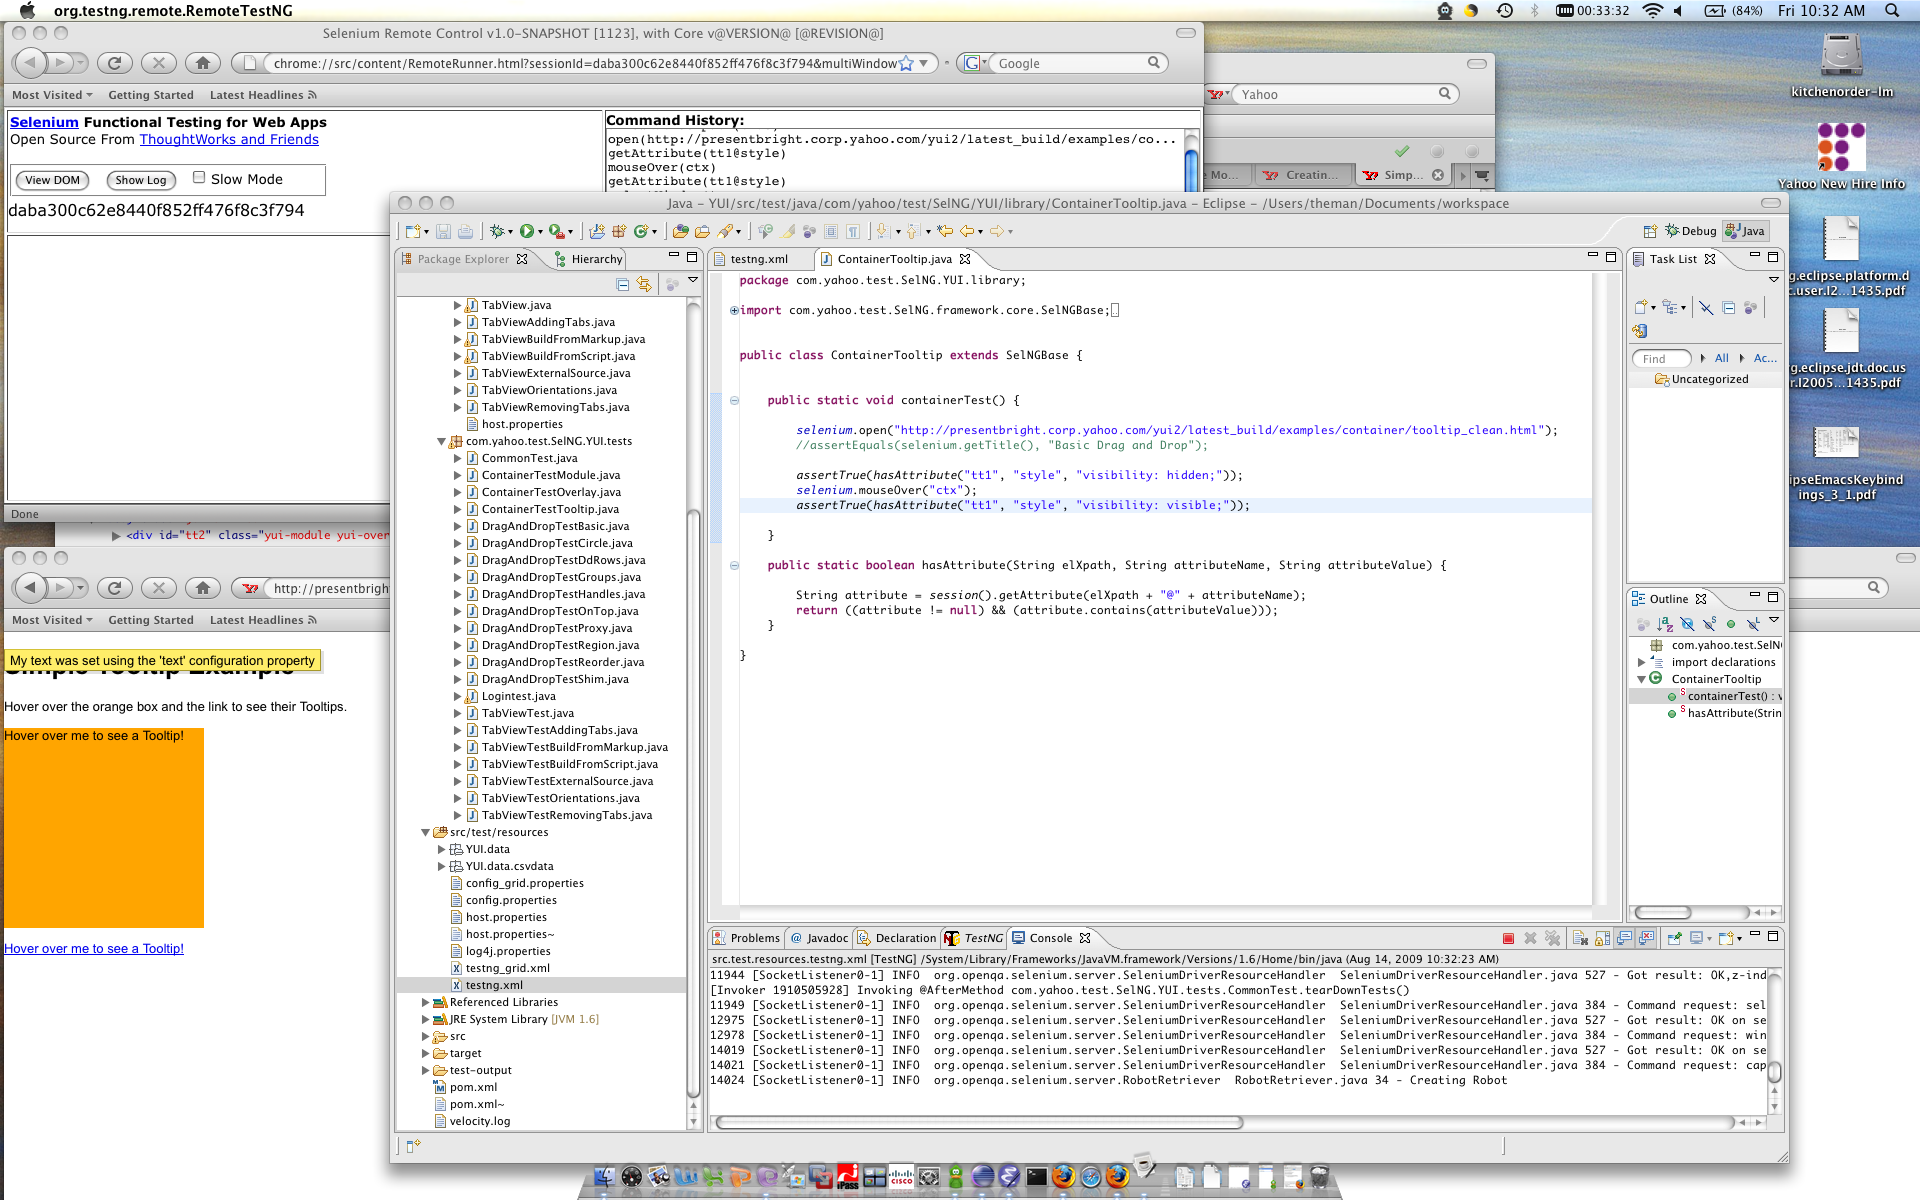 org.testng.remote.RemoteTestNG
00:33:32
(84%)
Fri 10:32 AM
Selenium Remote Control v1.0-SNAPSHOT [1123], with Core v@VERSION@ [@REVISION@]
chrome://src/content/RemoteRunner.html?sessionId=daba300c62e8440f852ff476f8c3f794&multiWindow
Google
Most Visited
Getting Started
Latest Headlines
Selenium Functional Testing for Web Apps
Open Source From ThoughtWorks and Friends
View DOM
Show Log
Slow Mode
daba300c62e8440f852ff476f8c3f794
Command History:
open(http://presentbright.corp.yahoo.com/yui2/latest_build/examples/co...
getAttribute(tt1@style)
mouseOver(ctx)
getAttribute(tt1@style)
Done
Yahoo
e Mo...
Creatin...
Simp...
kitchenorder-lm
Yahoo New Hire Info
g.eclipse.platform.d
c.user.I2...1435.pdf
g.eclipse.jdt.doc.us
r.I2005...1435.pdf
ipseEmacsKeybind
ings_3_1.pdf
<div id="tt2" class="yui-module yui-over
http://presentbright
Most Visited
Getting Started
Latest Headlines
My text was set using the 'text' configuration property
Simple Tooltip Example
Hover over the orange box and the link to see their Tooltips.
Hover over me to see a Tooltip!
Hover over me to see a Tooltip!
Java - YUI/src/test/java/com/yahoo/test/SelNG/YUI/library/ContainerTooltip.java - Eclipse - /Users/theman/Documents/workspace
Debug
Java
Package Explorer
Hierarchy
TabView.java
TabViewAddingTabs.java
TabViewBuildFromMarkup.java
TabViewBuildFromScript.java
TabViewExternalSource.java
TabViewOrientations.java
TabViewRemovingTabs.java
host.properties
com.yahoo.test.SelNG.YUI.tests
CommonTest.java
ContainerTestModule.java
ContainerTestOverlay.java
ContainerTestTooltip.java
DragAndDropTestBasic.java
DragAndDropTestCircle.java
DragAndDropTestDdRows.java
DragAndDropTestGroups.java
DragAndDropTestHandles.java
DragAndDropTestOnTop.java
DragAndDropTestProxy.java
DragAndDropTestRegion.java
DragAndDropTestReorder.java
DragAndDropTestShim.java
Logintest.java
TabViewTest.java
TabViewTestAddingTabs.java
TabViewTestBuildFromMarkup.java
TabViewTestBuildFromScript.java
TabViewTestExternalSource.java
TabViewTestOrientations.java
TabViewTestRemovingTabs.java
src/test/resources
YUI.data
YUI.data.csvdata
config_grid.properties
config.properties
host.properties
host.properties~
log4j.properties
testng_grid.xml
testng.xml
Referenced Libraries
JRE System Library [JVM 1.6]
src
target
test-output
pom.xml
pom.xml~
velocity.log
testng.xml
ContainerTooltip.java
package com.yahoo.test.SelNG.YUI.library;
import com.yahoo.test.SelNG.framework.core.SelNGBase;
public class ContainerTooltip extends SelNGBase {
public static void containerTest() {
selenium.open("http://presentbright.corp.yahoo.com/yui2/latest_build/examples/container/tooltip_clean.html");
//assertEquals(selenium.getTitle(), "Basic Drag and Drop");
assertTrue(hasAttribute("tt1", "style", "visibility: hidden;"));
selenium.mouseOver("ctx");
assertTrue(hasAttribute("tt1", "style", "visibility: visible;"));
}
public static boolean hasAttribute(String elXpath, String attributeName, String attributeValue) {
String attribute = session().getAttribute(elXpath + "@" + attributeName);
return ((attribute != null) && (attribute.contains(attributeValue)));
}
}
Task List
Find
All
Ac...
Uncategorized
Outline
com.yahoo.test.SelNG
import declarations
ContainerTooltip
containerTest() : v
hasAttribute(Strin
Problems
Javadoc
Declaration
TestNG
Console
src.test.resources.testng.xml [TestNG] /System/Library/Frameworks/JavaVM.framework/Versions/1.6/Home/bin/java (Aug 14, 2009 10:32:23 AM)
11944 [SocketListener0-1] INFO org.openqa.selenium.server.SeleniumDriverResourceHandler SeleniumDriverResourceHandler.java 527 - Got result: OK,z-ind
[Invoker 1910505928] Invoking @AfterMethod com.yahoo.test.SelNG.YUI.tests.CommonTest.tearDownTests()
11949 [SocketListener0-1] INFO org.openqa.selenium.server.SeleniumDriverResourceHandler SeleniumDriverResourceHandler.java 384 - Command request: sel
12975 [SocketListener0-1] INFO org.openqa.selenium.server.SeleniumDriverResourceHandler SeleniumDriverResourceHandler.java 527 - Got result: OK on se
12978 [SocketListener0-1] INFO org.openqa.selenium.server.SeleniumDriverResourceHandler SeleniumDriverResourceHandler.java 384 - Command request: win
14019 [SocketListener0-1] INFO org.openqa.selenium.server.SeleniumDriverResourceHandler SeleniumDriverResourceHandler.java 527 - Got result: OK on se
14021 [SocketListener0-1] INFO org.openqa.selenium.server.SeleniumDriverResourceHandler SeleniumDriverResourceHandler.java 384 - Command request: cap
14024 [SocketListener0-1] INFO org.openqa.selenium.server.RobotRetriever RobotRetriever.java 34 - Creating Robot
iPass
CISCO